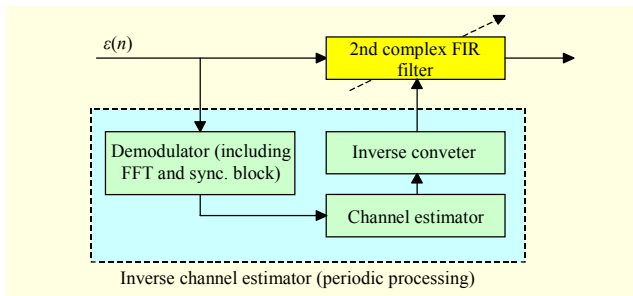 ε(n)
2nd complex FIR
filter
Demodulator (including
FFT and sync. block)
Inverse conveter
Channel estimator
Inverse channel estimator (periodic processing)